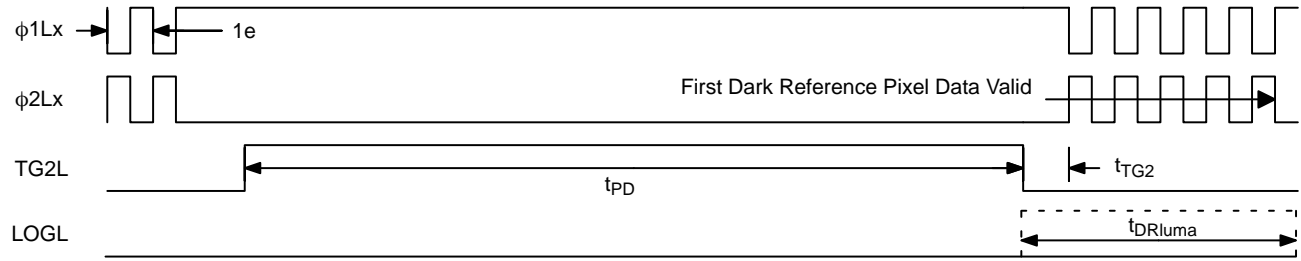 ϕ1Lx
1e
ϕ2Lx
First Dark Reference Pixel Data Valid
TG2L
tPD
tTG2
LOGL
tDRluma